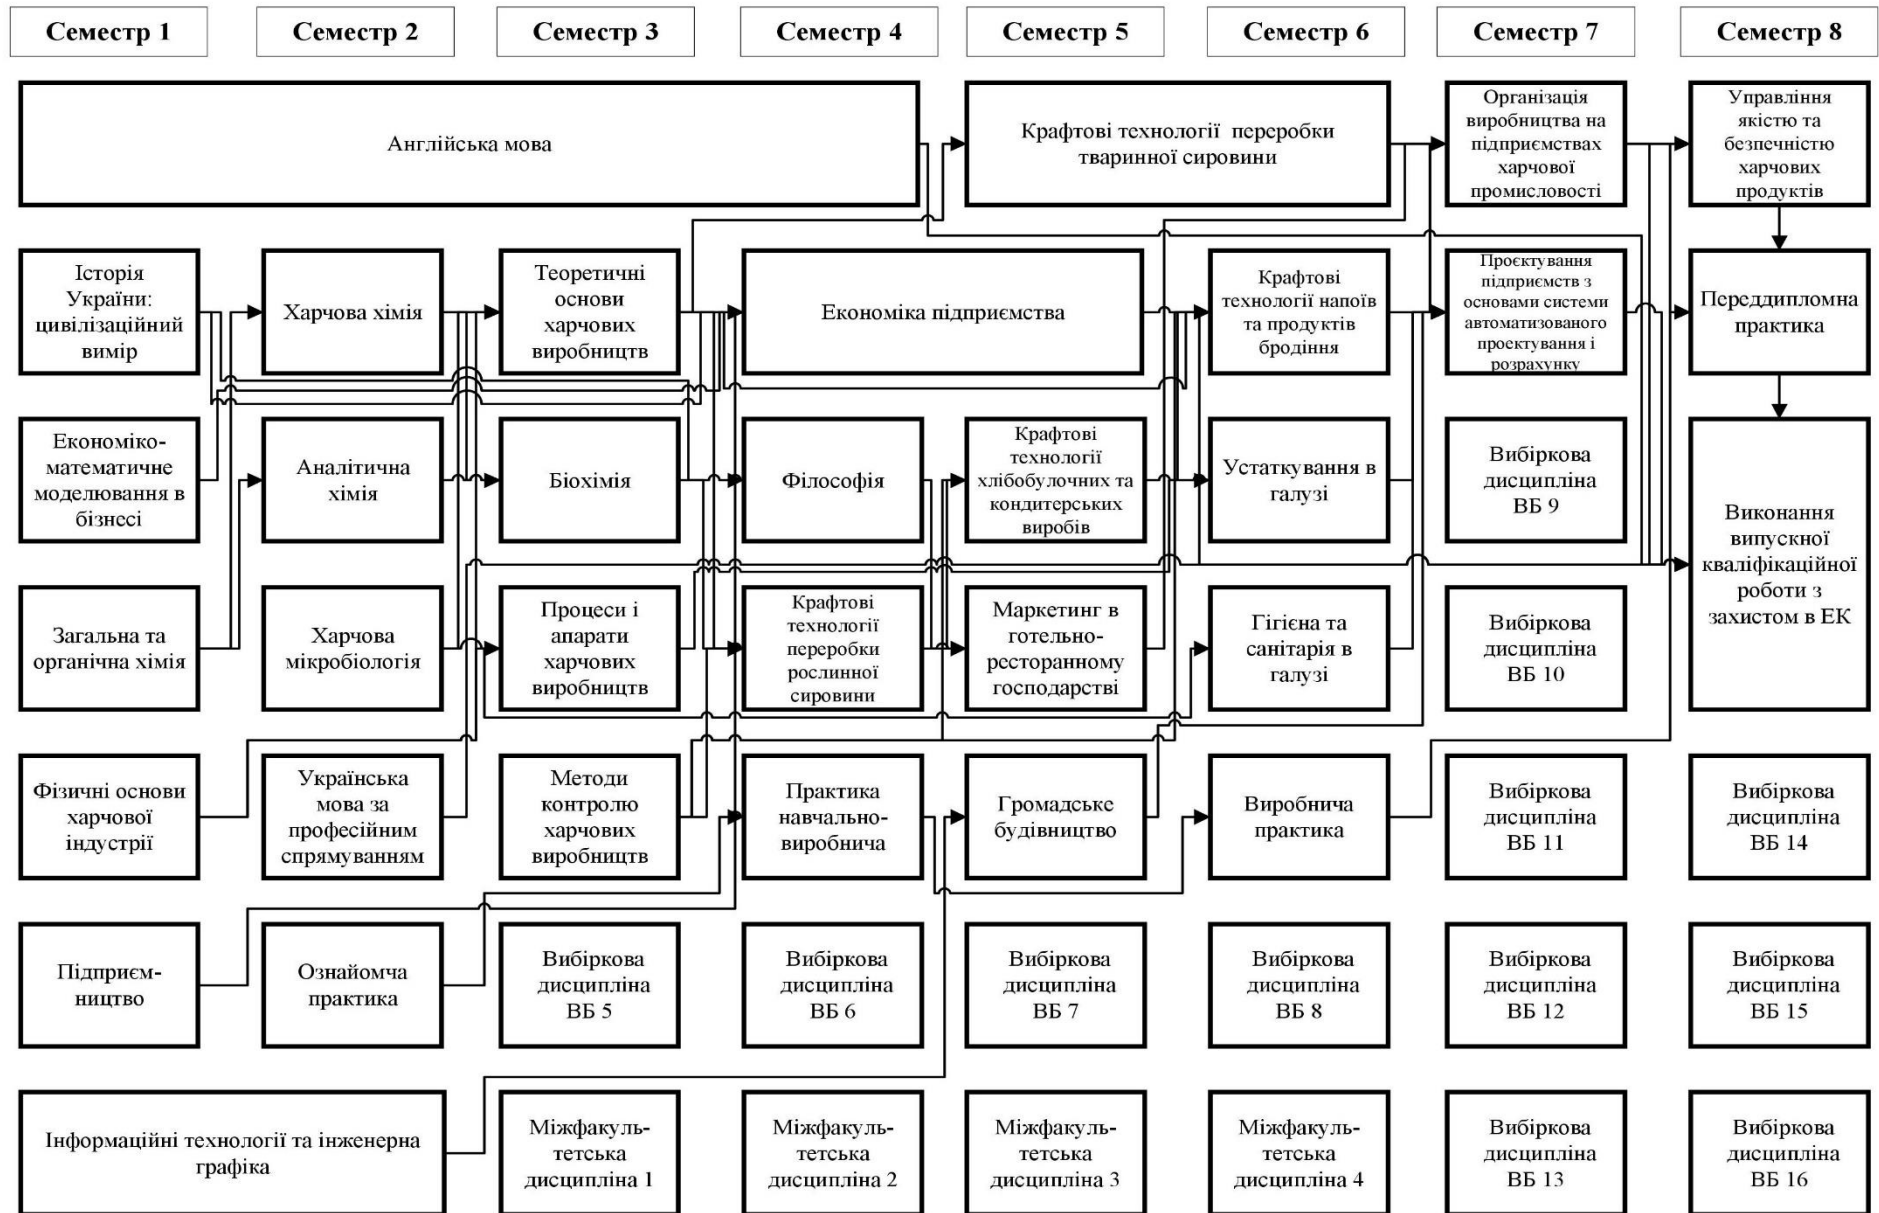 Семестр 1
Семестр 2
Семестр 3
Семестр 4
Семестр 5
Семестр 6
Семестр 7
Семестр 8
Англійська мова
Крафтові технології переробки
тваринної сировини
Організація
виробництва на
підприємствах
харчової
промисловості
Управління
якістю та
безпечністю
харчових
продуктів
Історія
України:
цивілізаційний
вимір
Харчова хімія
Теоретичні
основи
харчових
виробництв
Економіка підприємства
Крафтові
технології напоїв
та продуктів
бродіння
Проєктування
підприємств з
основами системи
автоматизованого
проектування і
розрахунку
Переддипломна
практика
Економіко-
математичне
моделювання в
бізнесі
Аналітична
хімія
Біохімія
Філософія
Крафтові
технології
хлібобулочних та
кондитерських
виробів
Устаткування в
галузі
Вибіркова
дисципліна
ВБ 9
Виконання
випускної
кваліфікаційної
роботи з
захистом в ЕК
Загальна та
органічна хімія
Харчова
мікробіологія
Процеси і
апарати
харчових
виробництв
Крафтові
технології
переробки
рослинної
сировини
Маркетинг в
готельно-
ресторанному
господарстві
Гігієна та
санітарія в
галузі
Вибіркова
дисципліна
ВБ 10
Фізичні основи
харчової
індустрії
Українська
мова за
професійним
спрямуванням
Методи
контролю
харчових
виробництв
Практика
навчально-
виробнича
Громадське
будівництво
Виробнича
практика
Вибіркова
дисципліна
ВБ 11
Вибіркова
дисципліна
ВБ 14
Підприєм-
ництво
Ознайомча
практика
Вибіркова
дисципліна
ВБ 5
Вибіркова
дисципліна
ВБ 6
Вибіркова
дисципліна
ВБ 7
Вибіркова
дисципліна
ВБ 8
Вибіркова
дисципліна
ВБ 12
Вибіркова
дисципліна
ВБ 15
Інформаційні технології та інженерна
графіка
Міжфакуль-
тетська
дисципліна 1
Міжфакуль-
тетська
дисципліна 2
Міжфакуль-
тетська
дисципліна 3
Міжфакуль-
тетська
дисципліна 4
Вибіркова
дисципліна
ВБ 13
Вибіркова
дисципліна
ВБ 16